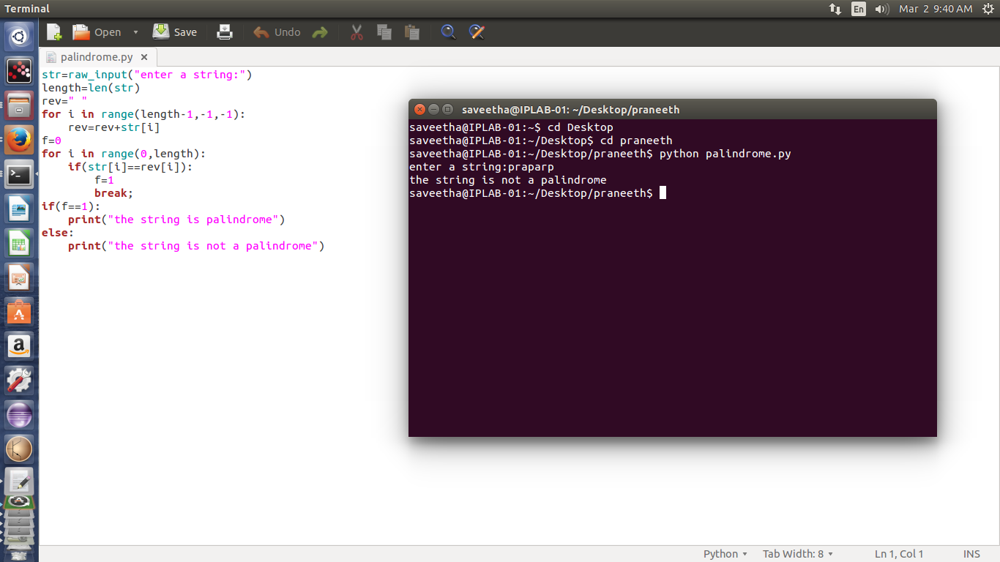 Terminal
En
Mar 2 9:40 AM
Open
Save
Undo
palindrome.py
str=raw_input("enter a string:")
length=len(str)
rev=" "
for i in range(length-1,-1,-1):
    rev=rev+str[i]
f=0
for i in range(0,length):
    if(str[i]==rev[i]):
        f=1
        break;
if(f==1):
    print("the string is palindrome")
else:
    print("the string is not a palindrome")
saveetha@IPLAB-01: ~/Desktop/praneeth
saveetha@IPLAB-01:~$ cd Desktop
saveetha@IPLAB-01:~/Desktop$ cd praneeth
saveetha@IPLAB-01:~/Desktop/praneeth$ python palindrome.py
enter a string:praparp
the string is not a palindrome
saveetha@IPLAB-01:~/Desktop/praneeth$
a
Python
Tab Width: 8
Ln 1, Col 1
INS